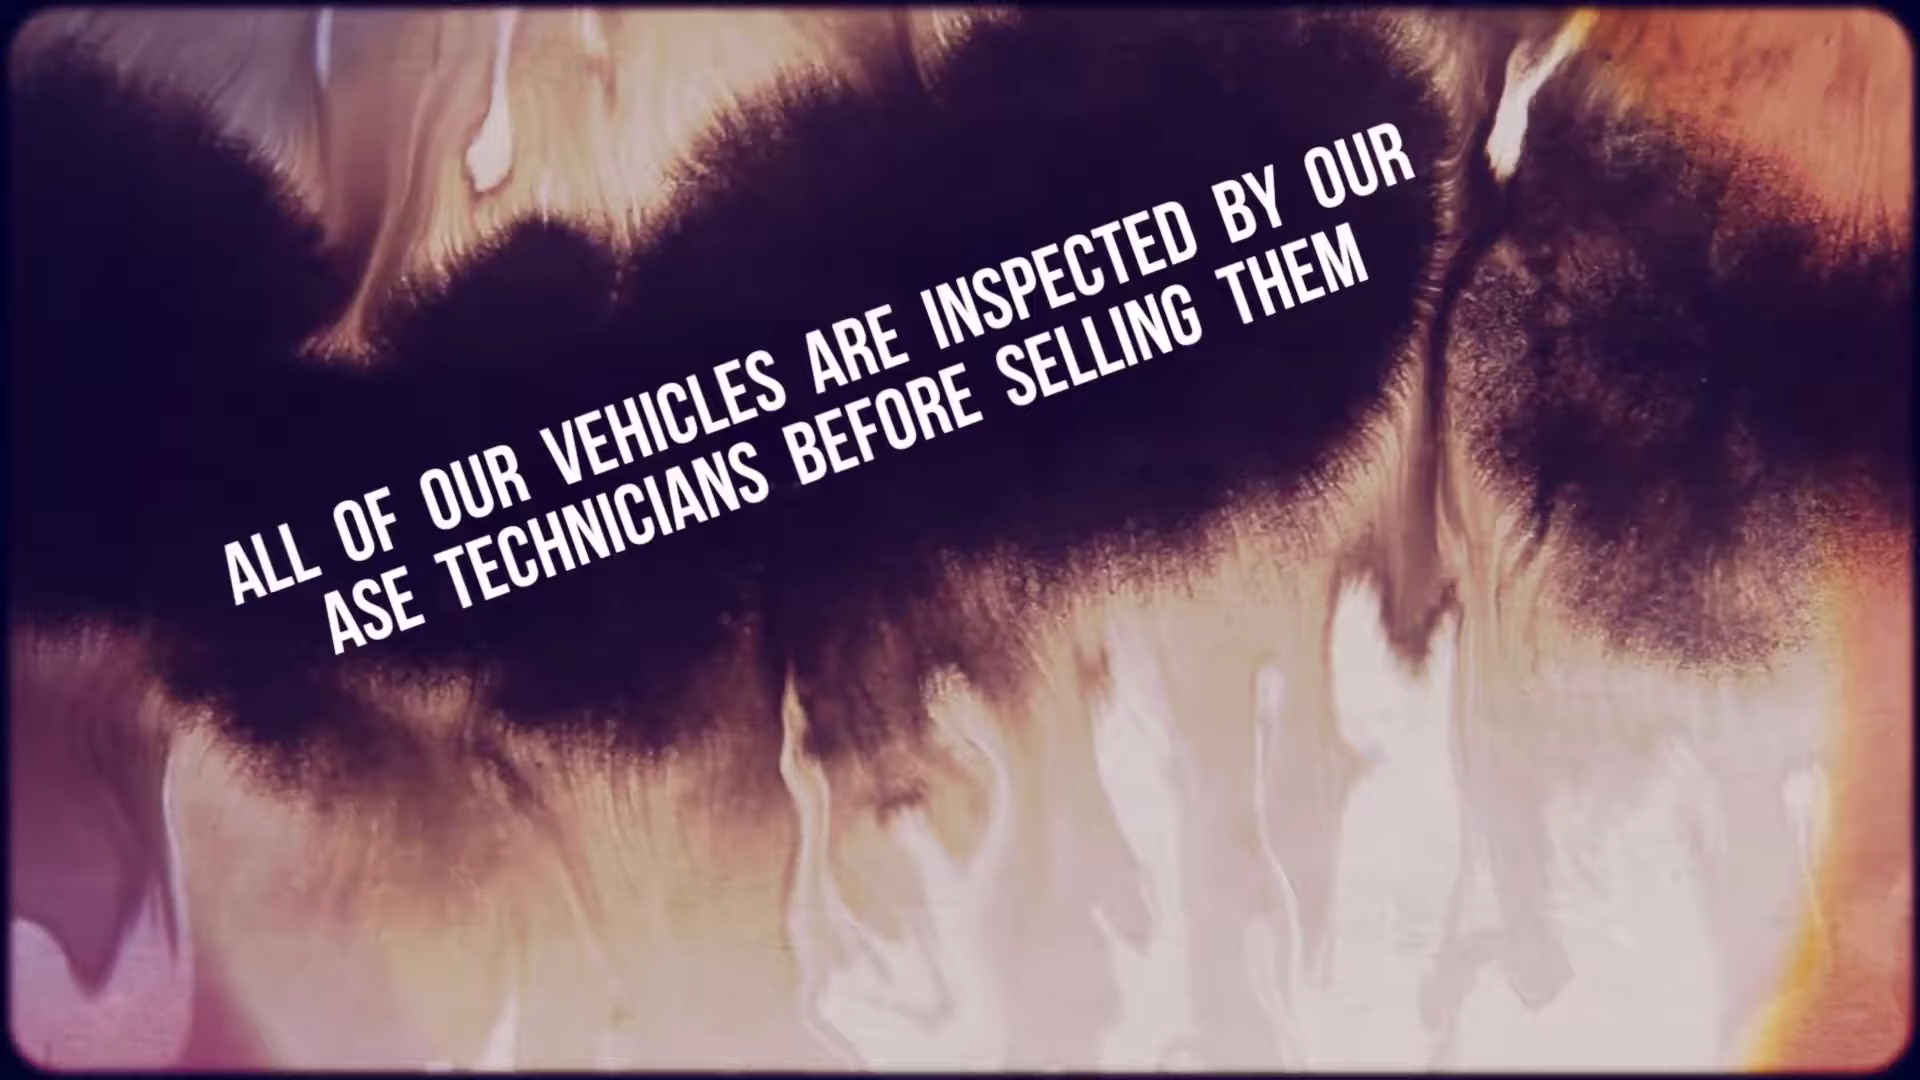 ALL OF OUR VEHICLES ARE INSPECTED BY OUR
ASE TECHNICIANS BEFORE SELLING THEM